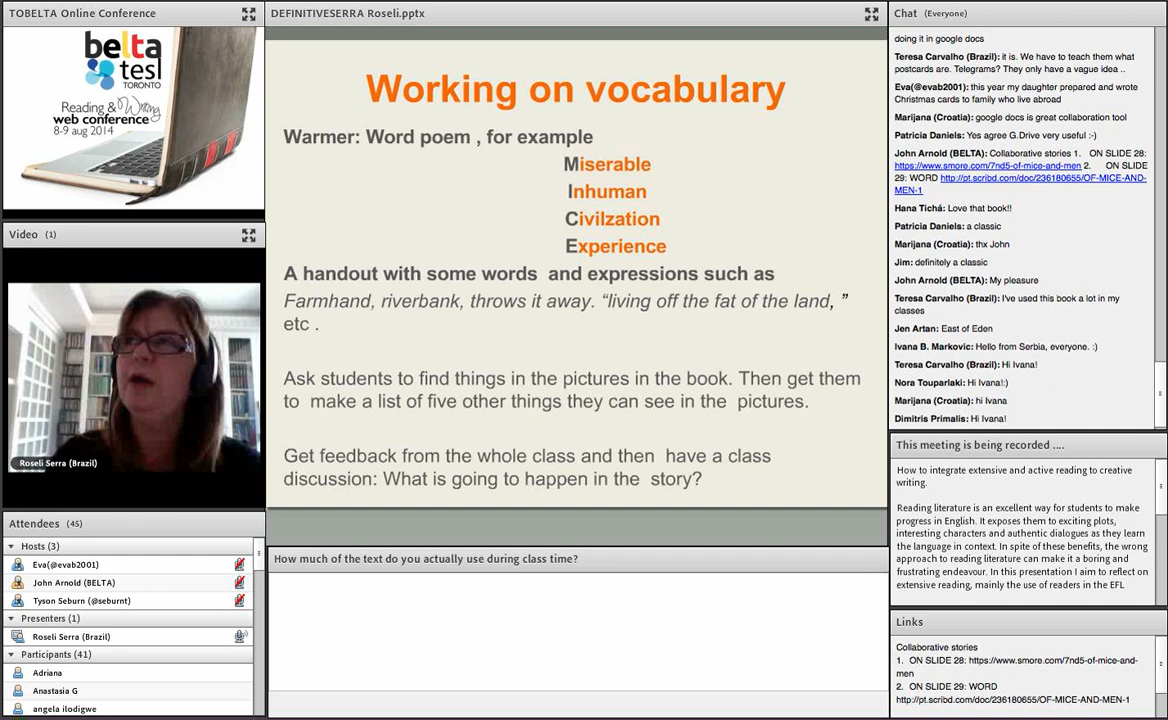 TOBELTA Online Conference
belta
tesl
TORONTO
Reading & Writing
web conference
8-9 aug 2014
Video (1)
Roseli Serra (Brazil)
Attendees (45)
Hosts (3)
Eva(@evab2001)
John Arnold (BELTA)
Tyson Seburn (@seburnt)
Presenters (1)
Roseli Serra (Brazil)
Participants (41)
Adriana
Anastasia G
angela ilodigwe
DEFINITIVESERRA Roseli.pptx
Working on vocabulary
Warmer: Word poem , for example
Miserable
Inhuman
Civilzation
Experience
A handout with some words and expressions such as
Farmhand, riverbank, throws it away. “living off the fat of the land, ”
etc .
Ask students to find things in the pictures in the book. Then get them
to make a list of five other things they can see in the pictures.
Get feedback from the whole class and then have a class
discussion: What is going to happen in the story?
How much of the text do you actually use during class time?
Chat (Everyone)
doing it in google docs
Teresa Carvalho (Brazil): it is. We have to teach them what
postcards are. Telegrams? They only have a vague idea ..
Eva(@evab2001): this year my daughter prepared and wrote
Christmas cards to family who live abroad
Marijana (Croatia): google docs is great collaboration tool
Patricia Daniels: Yes agree G.Drive very useful :-)
John Arnold (BELTA): Collaborative stories 1. ON SLIDE 28:
https://www.smore.com/7nd5-of-mice-and-men 2. ON SLIDE
29: WORD http://pt.scribd.com/doc/236180655/OF-MICE-AND-
MEN-1
Hana Tichá: Love that book!!
Patricia Daniels: a classic
Marijana (Croatia): thx John
Jim: definitely a classic
John Arnold (BELTA): My pleasure
Teresa Carvalho (Brazil): I've used this book a lot in my
classes
Jen Artan: East of Eden
Ivana B. Markovic: Hello from Serbia, everyone. :)
Teresa Carvalho (Brazil): Hi Ivana!
Nora Touparlaki: Hi Ivana!:)
Marijana (Croatia): hi Ivana
Dimitris Primalis: Hi Ivana!
This meeting is being recorded ....
How to integrate extensive and active reading to creative
writing.
Reading literature is an excellent way for students to make
progress in English. It exposes them to exciting plots,
interesting characters and authentic dialogues as they learn
the language in context. In spite of these benefits, the wrong
approach to reading literature can make it a boring and
frustrating endeavour. In this presentation I aim to reflect on
extensive reading, mainly the use of readers in the EFL
Links
Collaborative stories
1. ON SLIDE 28: https://www.smore.com/7nd5-of-mice-and-
men
2. ON SLIDE 29: WORD
http://pt.scribd.com/doc/236180655/OF-MICE-AND-MEN-1